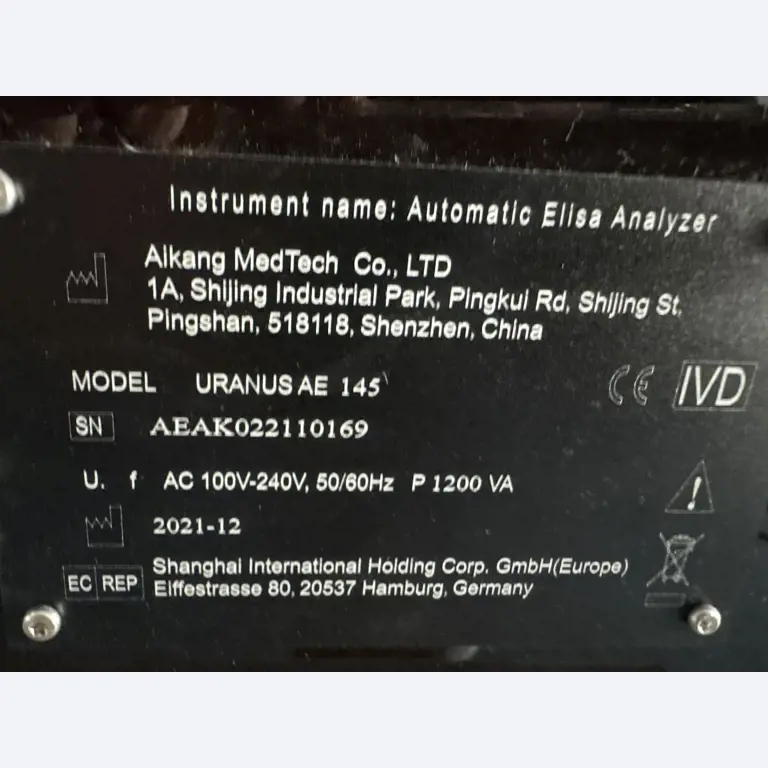 Instrument name: Automatic Elisa Analyzer
Aikang MedTech Co., LTD
1A, Shijing Industrial Park, Pingkui Rd, Shijing St,
Pingshan, 518118, Shenzhen, China
MODEL URANUS AE 145
CE IVD
SN AEAK022110169
U. f AC 100V-240V, 50/60Hz P 1200 VA
2021-12
EC REP Shanghai International Holding Corp. GmbH(Europe)
Eiffestrasse 80, 20537 Hamburg, Germany